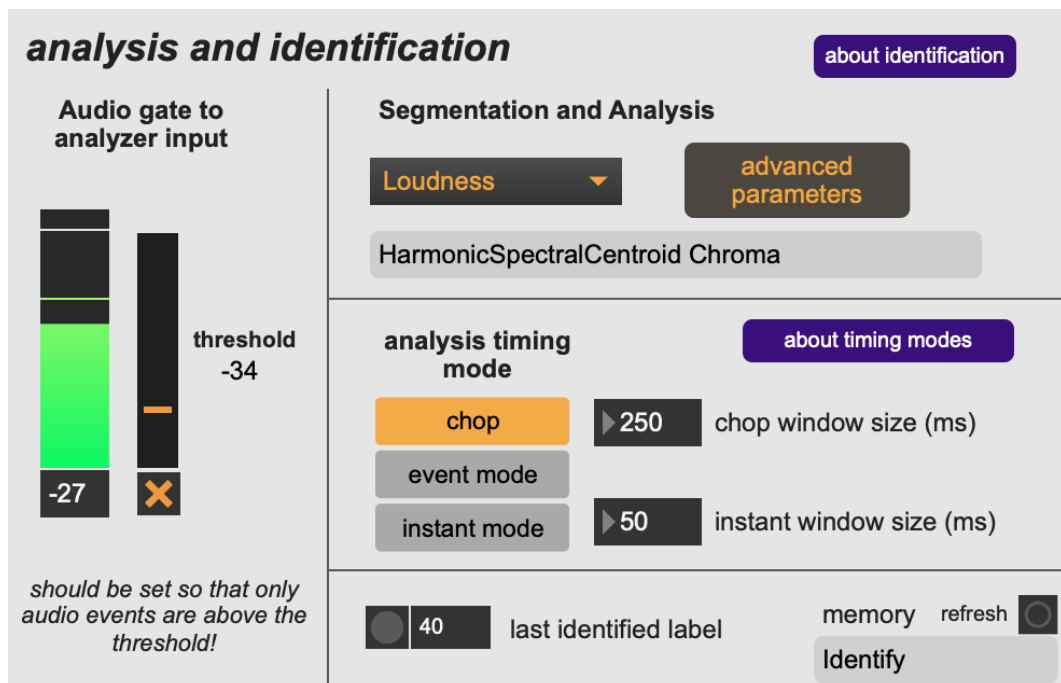 analysis and identification
about identification
Audio gate to
analyzer input
threshold
-34
-27
should be set so that only
audio events are above the
threshold!
Segmentation and Analysis
Loudness
advanced
parameters
HarmonicSpectralCentroid Chroma
analysis timing
mode
about timing modes
chop
250
chop window size (ms)
event mode
instant mode
50
instant window size (ms)
40
last identified label
memory
refresh
Identify